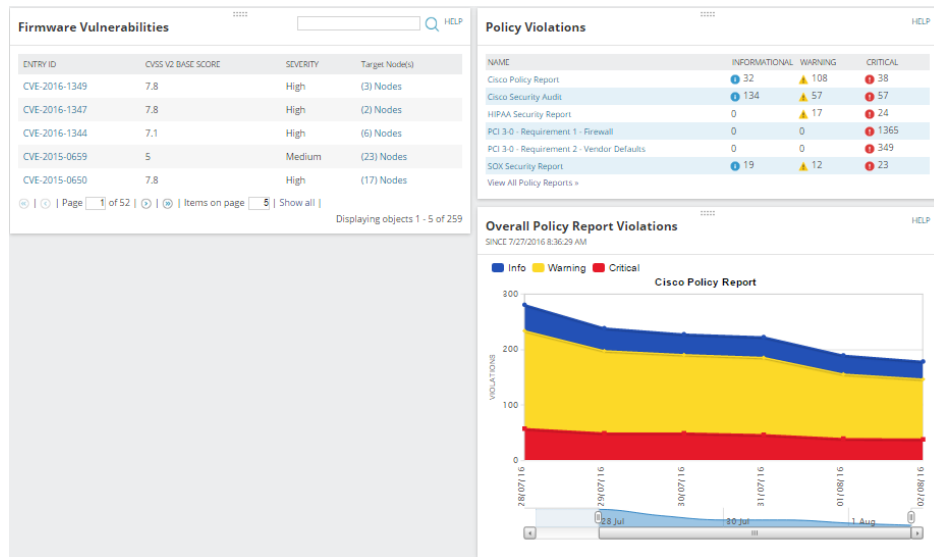 Firmware Vulnerabilities
HELP
ENTRY ID CVSS V2 BASE SCORE SEVERITY Target Node(s)
CVE-2016-1349 7.8 High (3) Nodes
CVE-2016-1347 7.8 High (2) Nodes
CVE-2016-1344 7.1 High (6) Nodes
CVE-2015-0659 5 Medium (23) Nodes
CVE-2015-0650 7.8 High (17) Nodes
| | Page 1 of 52 | | | Items on page 5 | Show all |
Displaying objects 1 - 5 of 259
Policy Violations
HELP
NAME INFORMATIONAL WARNING CRITICAL
Cisco Policy Report 32 108 38
Cisco Security Audit 134 57 57
HIPAA Security Report 0 17 24
PCI 3-0 - Requirement 1 - Firewall 0 0 1365
PCI 3-0 - Requirement 2 - Vendor Defaults 0 0 349
SOX Security Report 19 12 23
View All Policy Reports »
Overall Policy Report Violations
HELP
SINCE 7/27/2016 8:36:29 AM
Info Warning Critical
Cisco Policy Report
300
200
100
0
VIOLATIONS
28/07/16 29/07/16 30/07/16 31/07/16 01/08/16 02/08/16
28 Jul 30 Jul 1 Aug